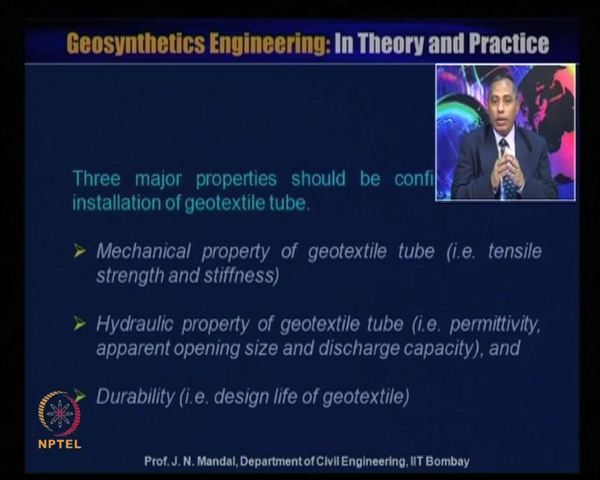 Geosynthetics Engineering: In Theory and Practice
Three major properties should be
installation of geotextile tube.
Mechanical property of geotextile tube (i.e. tensile
strength and stiffness)
Hydraulic property of geotextile tube (i.e. permittivity,
apparent opening size and discharge capacity), and
Durability (i.e. design life of geotextile)
NPTEL
Prof. J. N. Mandal, Department of Civil Engineering, IIT Bombay